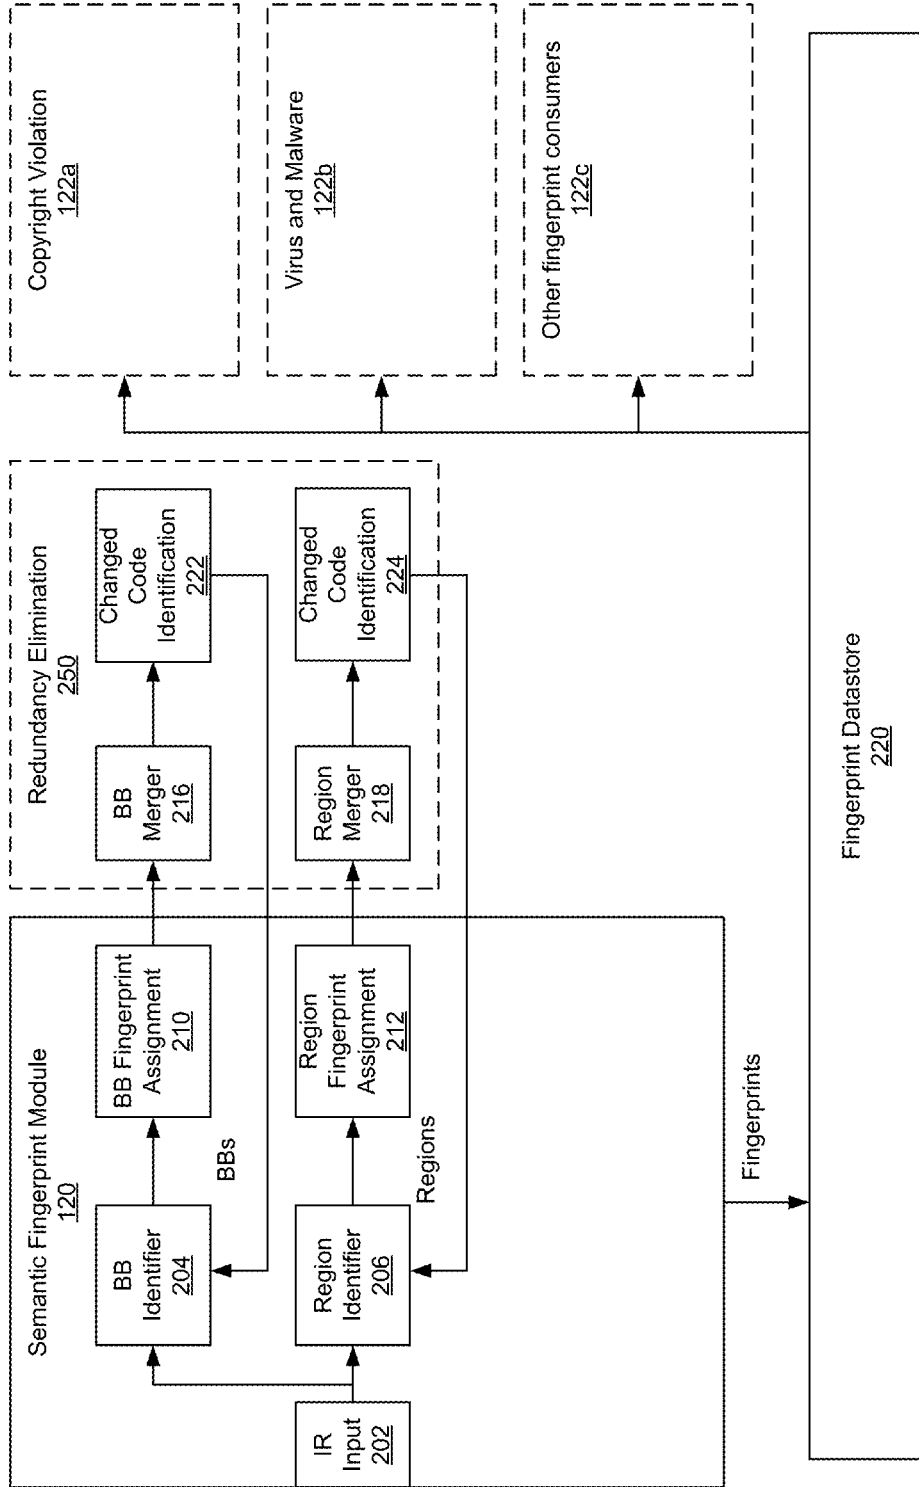 Semantic Fingerprint Module
120
IR
Input
202
BB
Identifier
204
BB Fingerprint
Assignment
210
BBs
Region
Identifier
206
Region
Fingerprint
Assignment
212
Regions
Redundancy Elimination
250
BB
Merger
216
Changed
Code
Identification
222
Region
Merger
218
Changed
Code
Identification
224
Copyright Violation
122a
Virus and Malware
122b
Other fingerprint consumers
122c
Fingerprints
Fingerprint Datastore
220